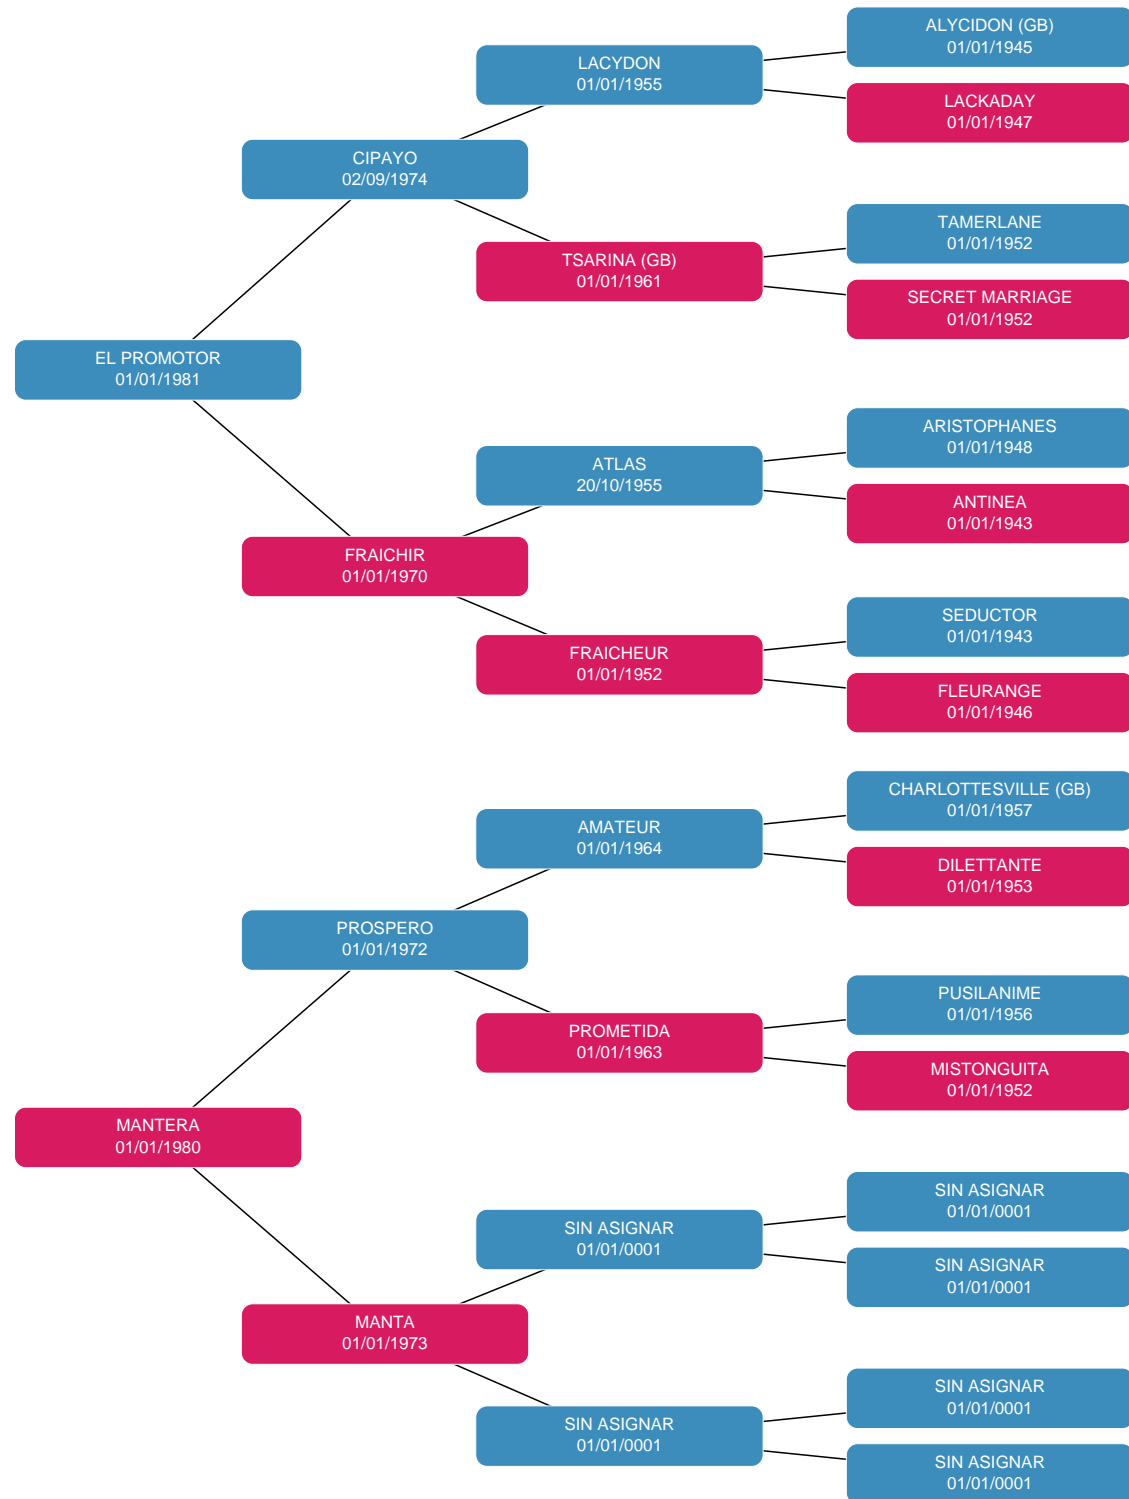 ALYCIDON (GB)
01/01/1945
LACYDON
01/01/1955
LACKADAY
01/01/1947
CIPAYO
02/09/1974
TAMERLANE
01/01/1952
TSARINA (GB)
01/01/1961
SECRET MARRIAGE
01/01/1952
EL PROMOTOR
01/01/1981
ARISTOPHANES
01/01/1948
ATLAS
20/10/1955
ANTINEA
01/01/1943
FRAICHIR
01/01/1970
SEDUCTOR
01/01/1943
FRAICHEUR
01/01/1952
FLEURANGE
01/01/1946
CHARLOTTESVILLE (GB)
01/01/1957
AMATEUR
01/01/1964
DILETTANTE
01/01/1953
PROSPERO
01/01/1972
PUSILANIME
01/01/1956
PROMETIDA
01/01/1963
MISTONGUITA
01/01/1952
MANTERA
01/01/1980
SIN ASIGNAR
01/01/0001
SIN ASIGNAR
01/01/0001
SIN ASIGNAR
01/01/0001
MANTA
01/01/1973
SIN ASIGNAR
01/01/0001
SIN ASIGNAR
01/01/0001
SIN ASIGNAR
01/01/0001